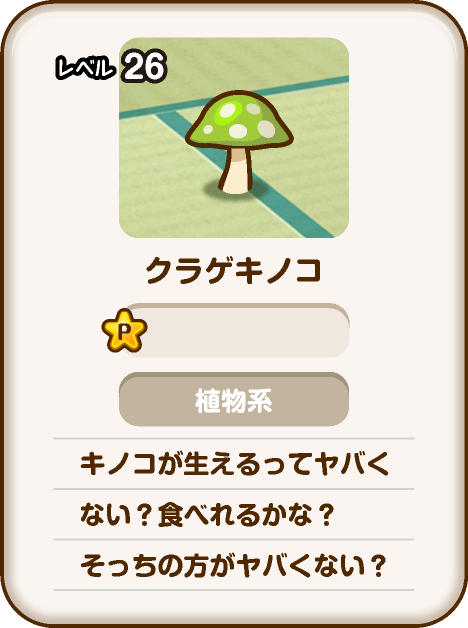 レベル 26
クラゲキノコ
P
植物系
キノコが生えるってヤバく
ない？食べれるかな？
そっちの方がヤバくない？